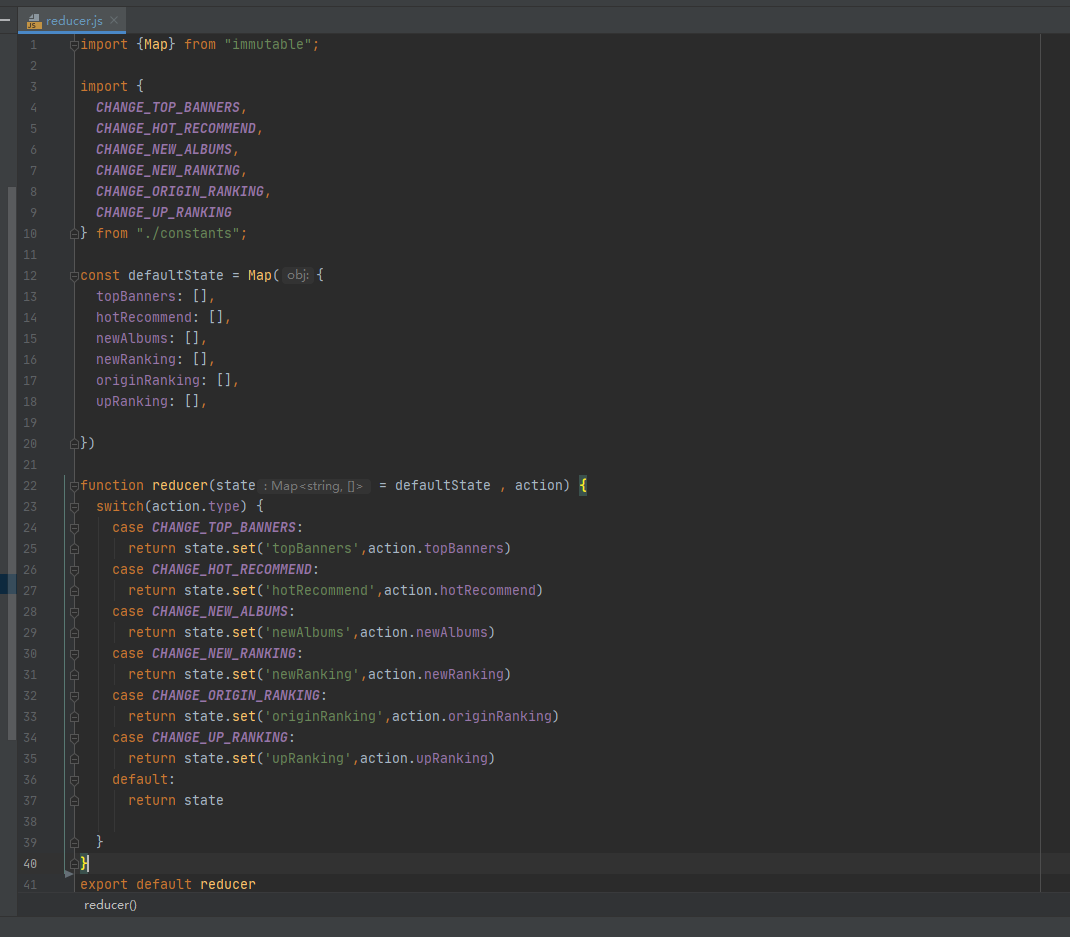 reducer.js
1 import {Map} from "immutable";
2
3 import {
4   CHANGE_TOP_BANNERS,
5   CHANGE_HOT_RECOMMEND,
6   CHANGE_NEW_ALBUMS,
7   CHANGE_NEW_RANKING,
8   CHANGE_ORIGIN_RANKING,
9   CHANGE_UP_RANKING
10 } from "./constants";
11
12 const defaultState = Map( obj: {
13   topBanners: [],
14   hotRecommend: [],
15   newAlbums: [],
16   newRanking: [],
17   originRanking: [],
18   upRanking: [],
19
20 })
21
22 function reducer(state : Map<string, []> = defaultState , action) {
23   switch(action.type) {
24     case CHANGE_TOP_BANNERS:
25       return state.set('topBanners',action.topBanners)
26     case CHANGE_HOT_RECOMMEND:
27       return state.set('hotRecommend',action.hotRecommend)
28     case CHANGE_NEW_ALBUMS:
29       return state.set('newAlbums',action.newAlbums)
30     case CHANGE_NEW_RANKING:
31       return state.set('newRanking',action.newRanking)
32     case CHANGE_ORIGIN_RANKING:
33       return state.set('originRanking',action.originRanking)
34     case CHANGE_UP_RANKING:
35       return state.set('upRanking',action.upRanking)
36     default:
37       return state
38
39   }
40 }
41 export default reducer
reducer()